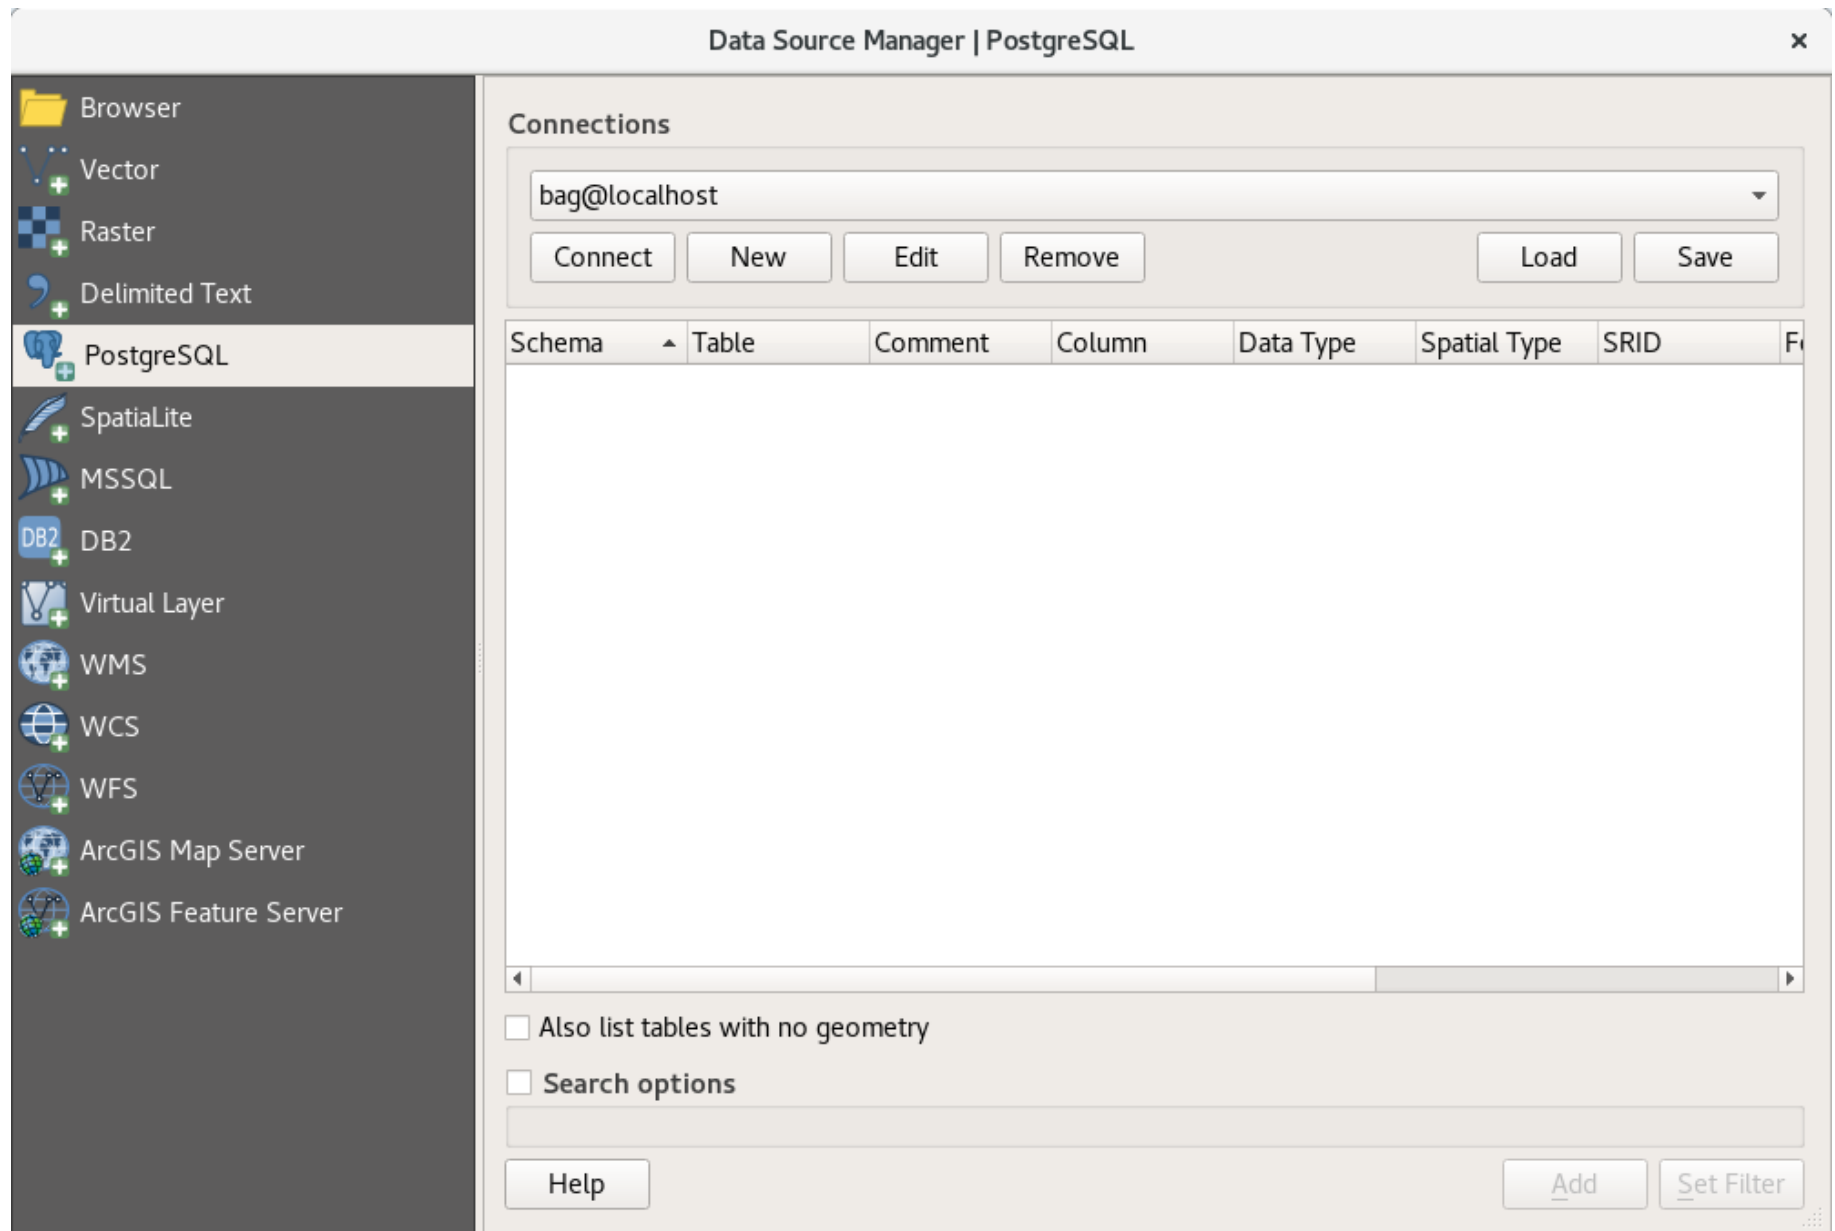 Data Source Manager | PostgreSQL
Browser
Vector
Raster
Delimited Text
PostgreSQL
SpatiaLite
MSSQL
DB2 DB2
Virtual Layer
WMS
WCS
WFS
ArcGIS Map Server
ArcGIS Feature Server
Connections
bag@localhost
Connect New Edit Remove Load Save
Schema Table Comment Column Data Type Spatial Type SRID
Also list tables with no geometry
Search options
Help Add Set Filter